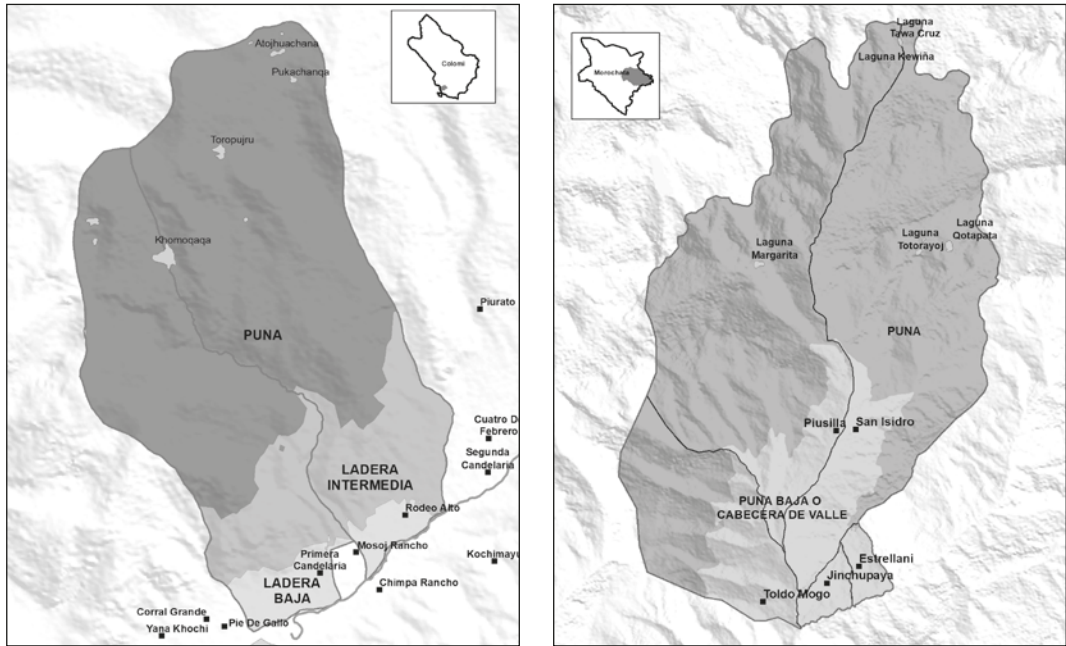 Atojhuachana
Colomi
Pukachanqa
Toropujru
Khomoqaqa
Piurato
PUNA
Cuatro De
Febrero
Segunda
Candelaria
LADERA
INTERMEDIA
Rodeo Alto
Mosoj Rancho
Primera
Candelaria
Kochimayu
LADERA
BAJA
Chimpa Rancho
Corral Grande
Pie De Gallo
Yana Khochi
Laguna
Tawa Cruz
Laguna Kewiña
Morochata
Laguna
Qotapata
Laguna
Totorayoj
Laguna
Margarita
PUNA
Piusilla
San Isidro
PUNA BAJA O
CABECERA DE VALLE
Estrellani
Jinchupaya
Toldo Mogo